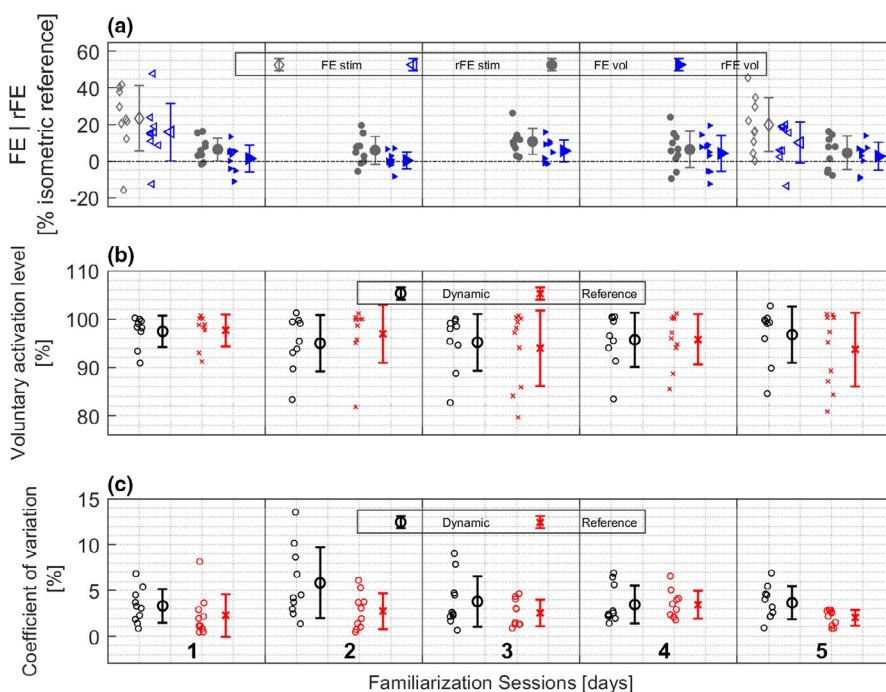 (a)
FE | rFE
[% isometric reference]
60
40
20
0
-20
FE stim
rFE stim
FE vol
rFE vol
(b)
Voluntary activation level
[%]
110
100
90
80
Dynamic
Reference
(c)
Coefficient of variation
[%]
15
10
5
0
Dynamic
Reference
1
2
3
4
5
Familiarization Sessions [days]